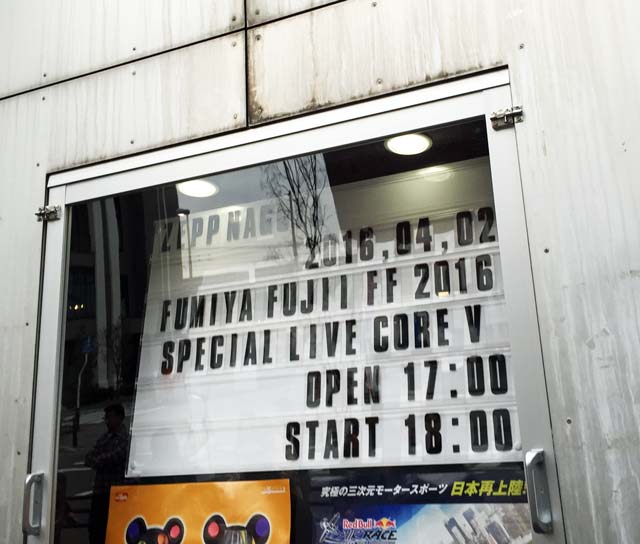 ZEPP NAG
2016,04,02
FUMIYA FUJII FF 2016
SPECIAL LIVE CORE V
OPEN 17:00
START 18:00
究極の三次元モータースポーツ 日本再上陸!
Red Bull
AIR RACE